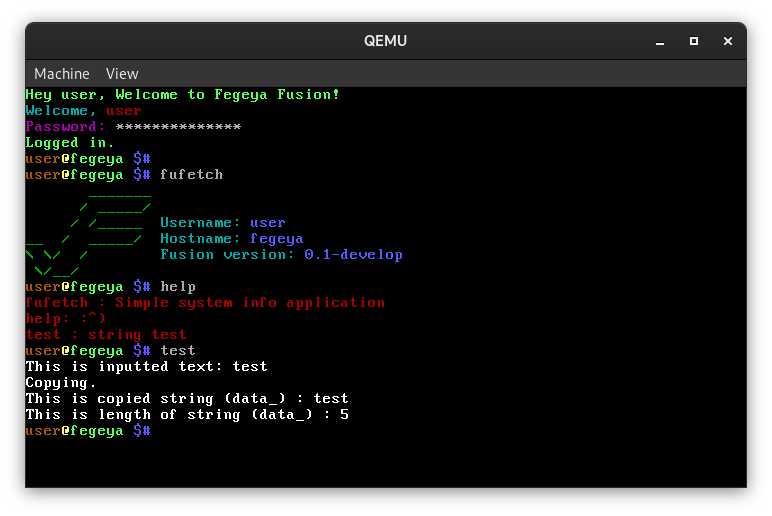 QEMU
Machine View
Hey user, Welcome to Fegeya Fusion!
Welcome, user
Password: **************
Logged in.
user@fegeya $#
user@fegeya $# fufetch
Username: user
Hostname: fegeya
Fusion version: 0.1-develop
user@fegeya $# help
fufetch : Simple system info application
help: :^)
test : string test
user@fegeya $# test
This is inputted text: test
Copying.
This is copied string (data_) : test
This is length of string (data_) : 5
user@fegeya $#